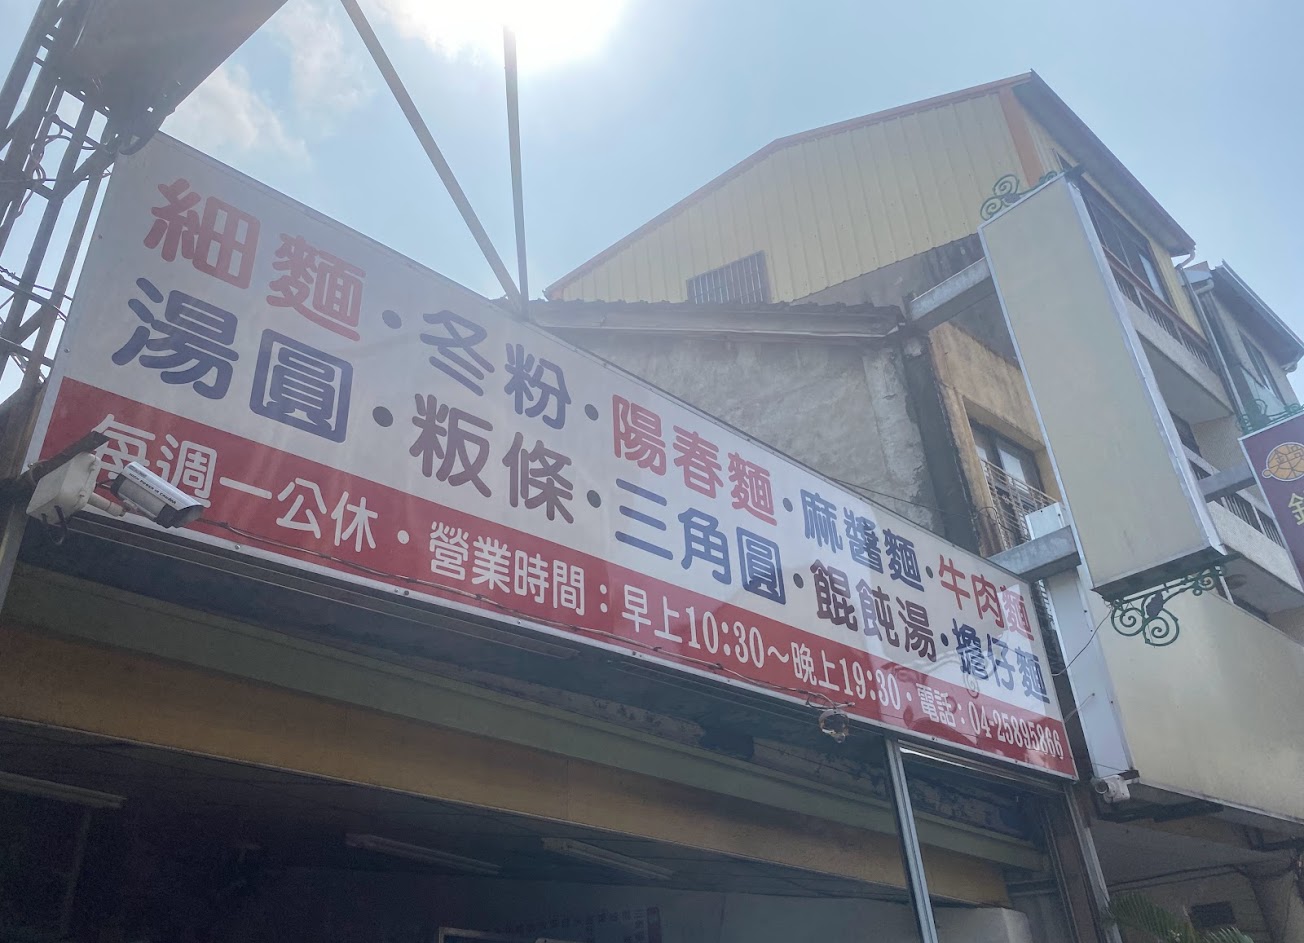 細麵・冬粉・陽春麵・麻醬麵・牛肉麵
湯圓・粄條・三角圓・餛飩湯・擔仔麵
每週一公休・營業時間：早上10:30～晚上19:30・電話：04-25895866